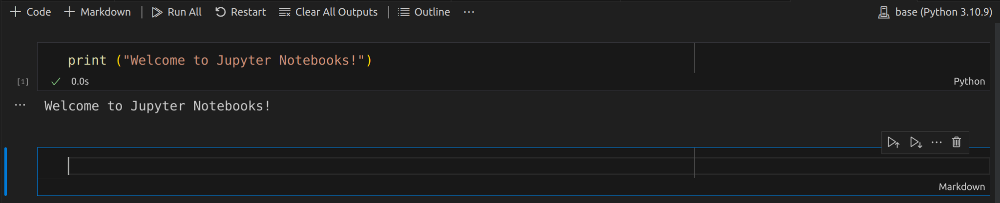 Code Markdown Run All Restart Clear All Outputs Outline ... base (Python 3.10.9)
print ("Welcome to Jupyter Notebooks!")
[1] 0.0s Python
... Welcome to Jupyter Notebooks!
...
Markdown